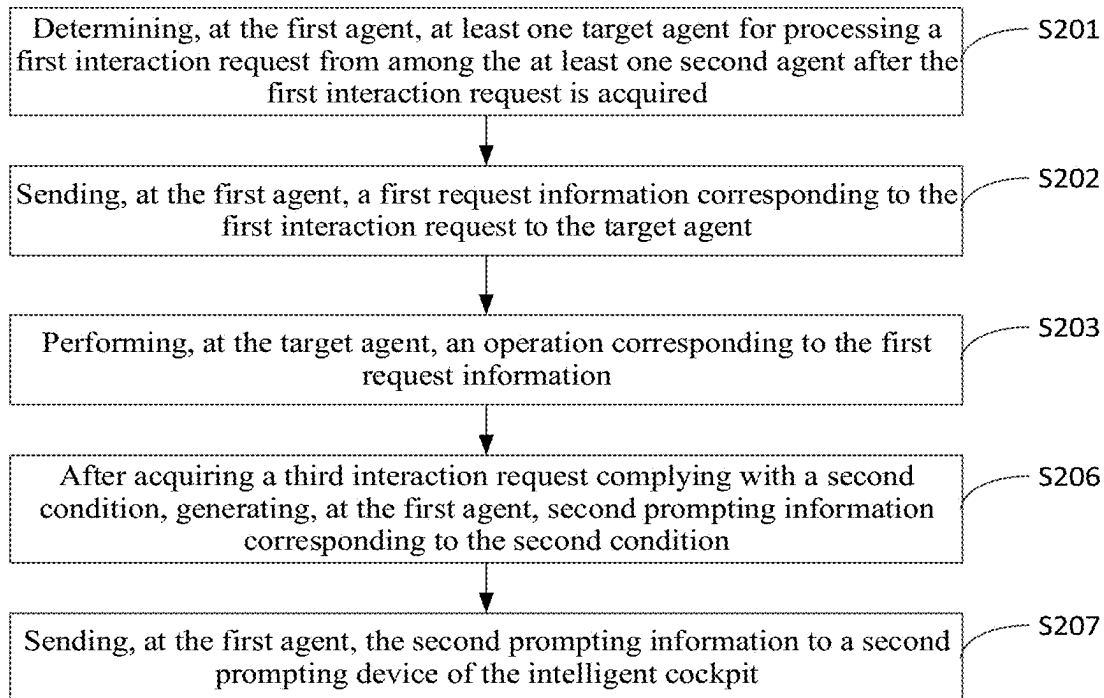 Determining, at the first agent, at least one target agent for processing a
first interaction request from among the at least one second agent after the
first interaction request is acquired
S201
Sending, at the first agent, a first request information corresponding to the
first interaction request to the target agent
S202
Performing, at the target agent, an operation corresponding to the first
request information
S203
After acquiring a third interaction request complying with a second
condition, generating, at the first agent, second prompting information
corresponding to the second condition
S206
Sending, at the first agent, the second prompting information to a second
prompting device of the intelligent cockpit
S207